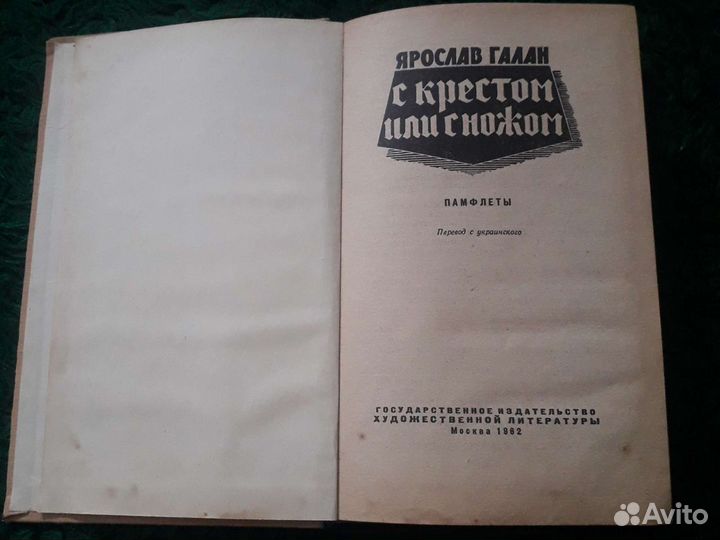 ЯРОСЛАВ ГАЛАН
С КРЕСТОМ
ИЛИ С НОЖОМ
ПАМФЛЕТЫ
Перевод с украинского
ГОСУДАРСТВЕННОЕ ИЗДАТЕЛЬСТВО
ХУДОЖЕСТВЕННОЙ ЛИТЕРАТУРЫ
Москва 1962
Avito